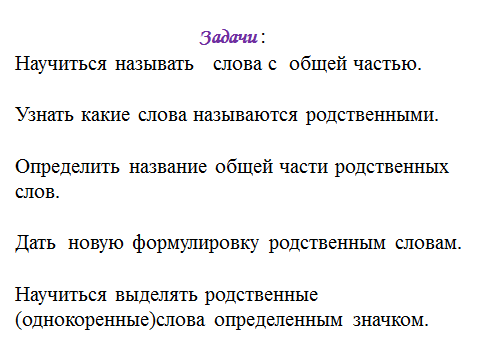 Задачи:
Научиться называть слова с общей частью.
Узнать какие слова называются родственными.
Определить название общей части родственных
слов.
Дать новую формулировку родственным словам.
Научиться выделять родственные
(однокоренные)слова определенным значком.